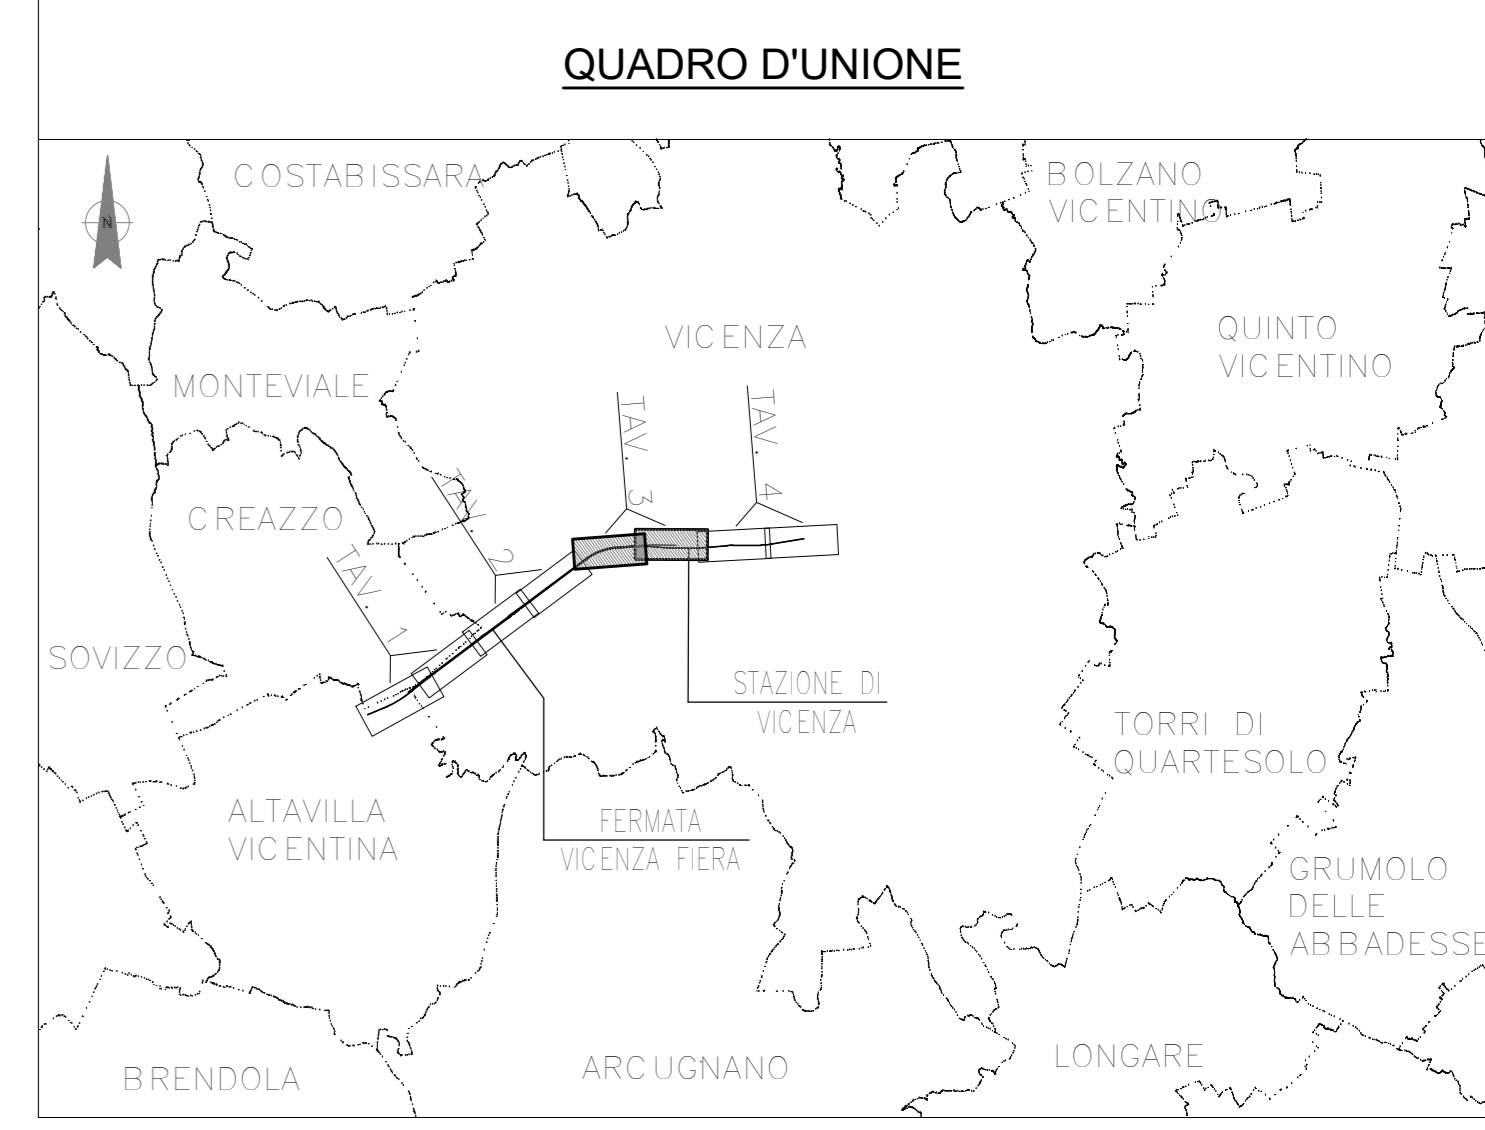 QUADRO D'UNIONE
COSTABISSARA
BOLZANO
VICENTINO
N
QUINTO
VICENTINO
VICENZA
MONTEVIALE
TAV. 3
TAV. 4
TAV. 2
CREAZZO
TAV. 1
SOVIZZO
STAZIONE DI
VICENZA
TORRI DI
QUARTESOLO
ALTAVILLA
VICENTINA
FERMATA
VICENZA FIERA
GRUMOLO
DELLE
ABBADESSE
BRENDOLA
ARCUGNANO
LONGARE